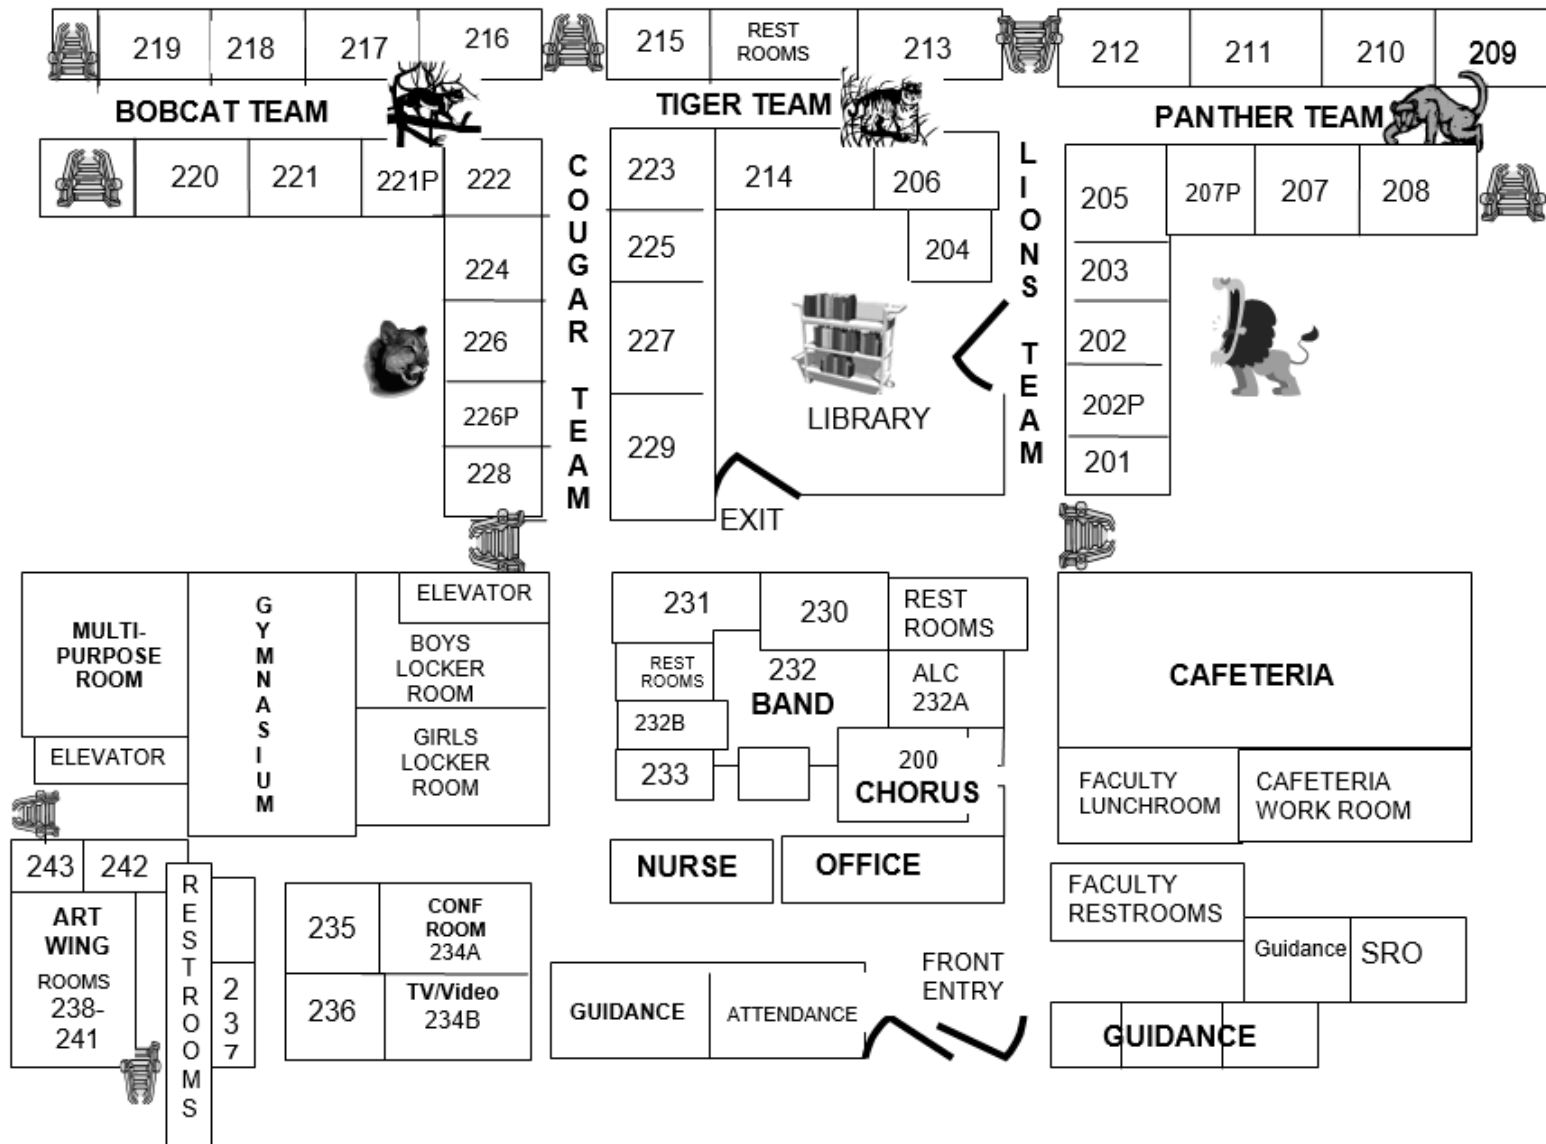 219
218
217
216
215
REST
ROOMS
213
212
211
210
209
BOBCAT TEAM
TIGER TEAM
PANTHER TEAM
220
221
221P
222
COUGAR TEAM
223
214
206
LIONS TEAM
205
207P
207
208
224
225
204
203
226
227
LIBRARY
202
226P
229
202P
228
EXIT
201
MULTI-
PURPOSE
ROOM
ELEVATOR
GYMNASIUM
ELEVATOR
BOYS
LOCKER
ROOM
GIRLS
LOCKER
ROOM
231
230
REST
ROOMS
REST
ROOMS
232
BAND
ALC
232A
232B
233
200
CHORUS
CAFETERIA
FACULTY
LUNCHROOM
CAFETERIA
WORK ROOM
NURSE
OFFICE
243
242
ART
WING
ROOMS
238-
241
RESTROOMS
237
235
CONF
ROOM
234A
236
TV/Video
234B
GUIDANCE
ATTENDANCE
FRONT
ENTRY
FACULTY
RESTROOMS
Guidance
SRO
GUIDANCE